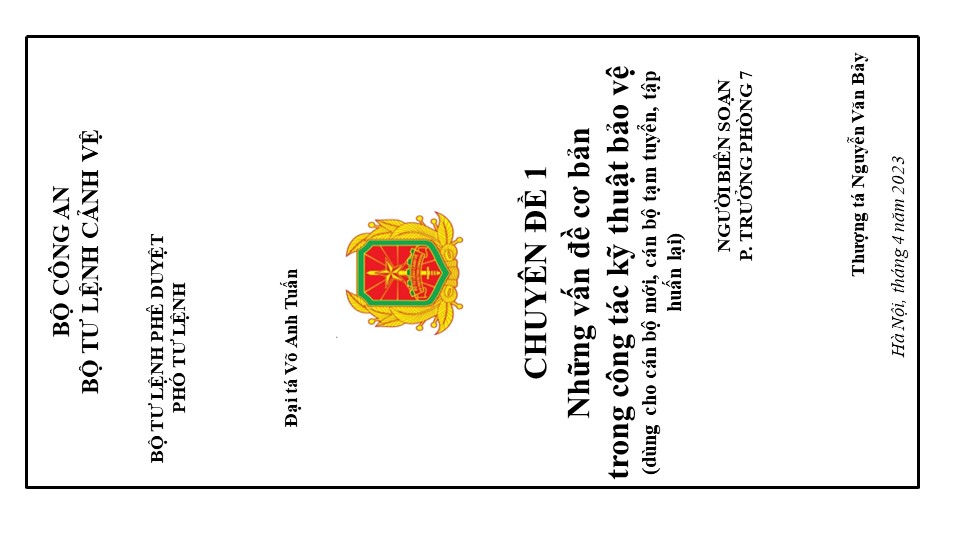 BỘ CÔNG AN
BỘ TƯ LỆNH CẢNH VỆ
BỘ TƯ LỆNH PHÊ DUYỆT
PHÓ TƯ LỆNH
Đại tá Võ Anh Tuấn
CHUYÊN ĐỀ 1
Những vấn đề cơ bản
trong công tác kỹ thuật bảo vệ
(dùng cho cán bộ mới, cán bộ tạm tuyển, tập
huấn lại)
NGƯỜI BIÊN SOẠN
P. TRƯỞNG PHÒNG 7
Thượng tá Nguyễn Văn Bảy
Hà Nội, tháng 4 năm 2023